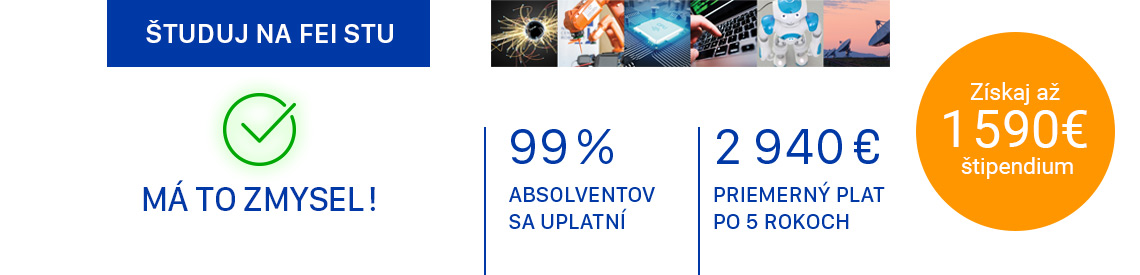 ŠTUDUJ NA FEI STU
MÁ TO ZMYSEL!
99 %
ABSOLVENTOV
SA UPLATNÍ
2 940 €
PRIEMERNÝ PLAT
PO 5 ROKOCH
Získaj až
1 590€
štipendium